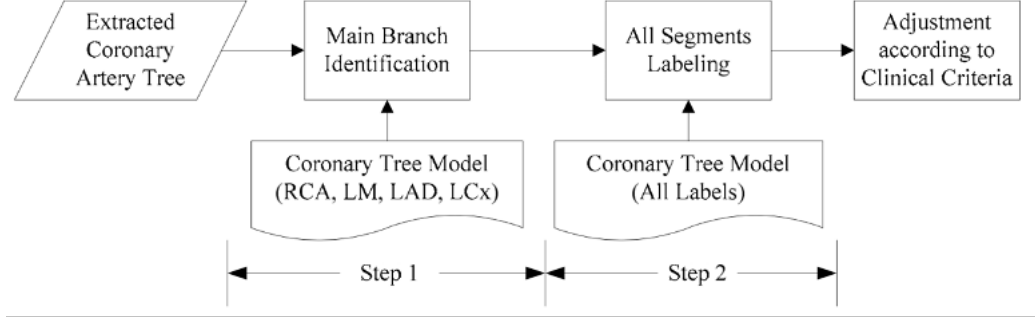 Extracted
Coronary
Artery Tree
Main Branch
Identification
All Segments
Labeling
Adjustment
according to
Clinical Criteria
Coronary Tree Model
(RCA, LM, LAD, LCx)
Coronary Tree Model
(All Labels)
Step 1
Step 2